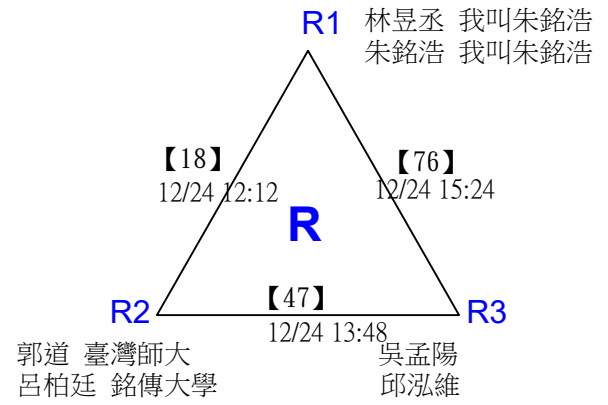 R1
林昱丞 我叫朱銘浩
朱銘浩 我叫朱銘浩
【18】
12/24 12:12
【76】
12/24 15:24
R
【47】
12/24 13:48
R2
郭道 臺灣師大
呂柏廷 銘傳大學
R3
吳孟陽
邱泓維